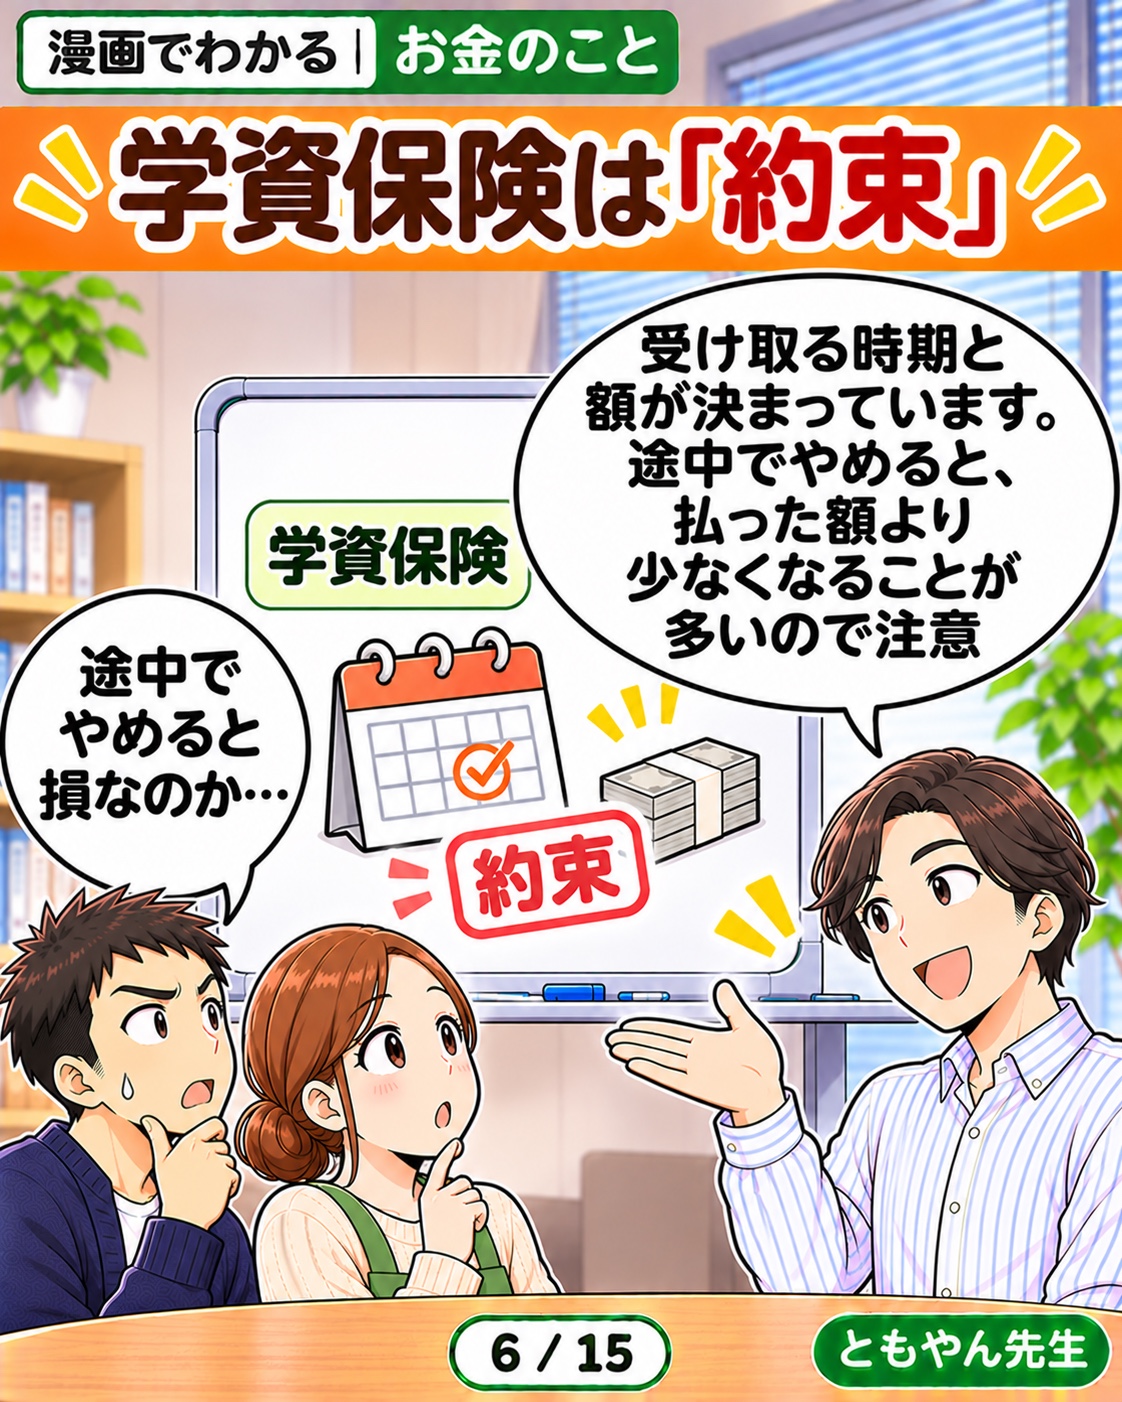 漫画でわかる｜お金のこと
学資保険は「約束」
受け取る時期と
額が決まっています。
途中でやめると、
払った額より
少なくなることが
多いので注意
学資保険
約束
途中で
やめると
損なのか…
6 / 15
ともやん先生